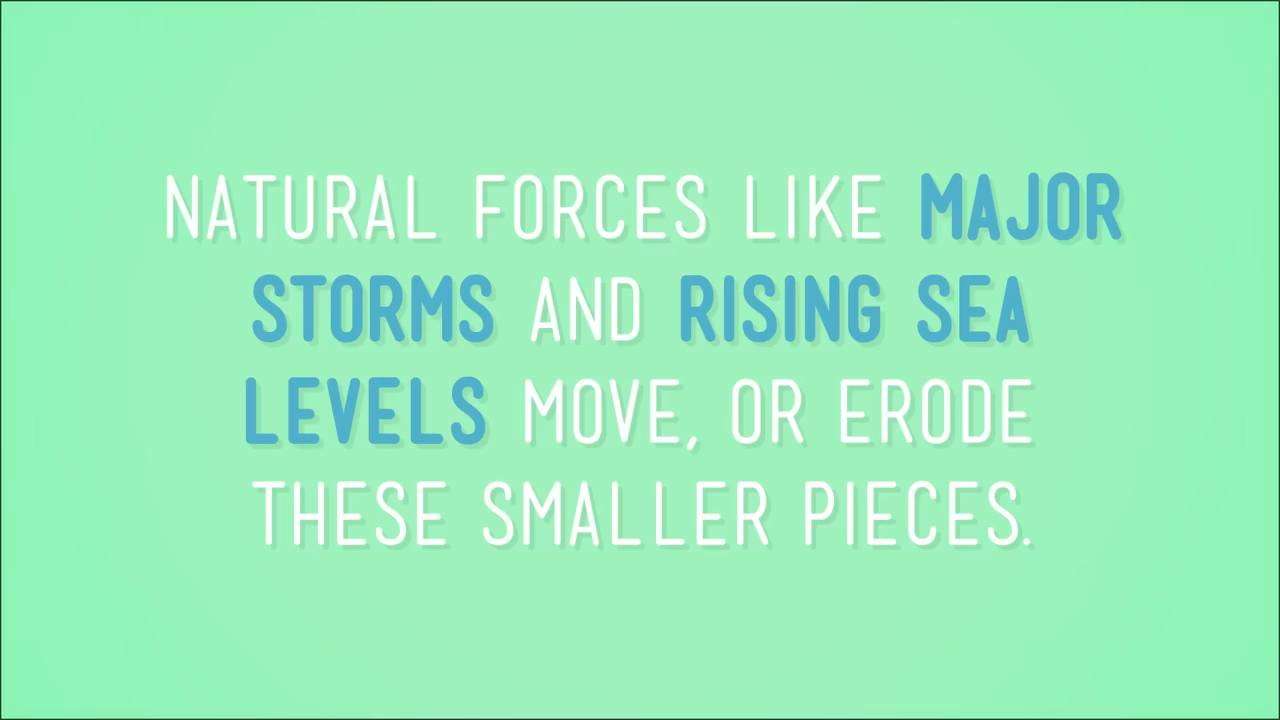 NATURAL FORCES LIKE MAJOR
STORMS AND RISING SEA
LEVELS MOVE, OR ERODE
THESE SMALLER PIECES.